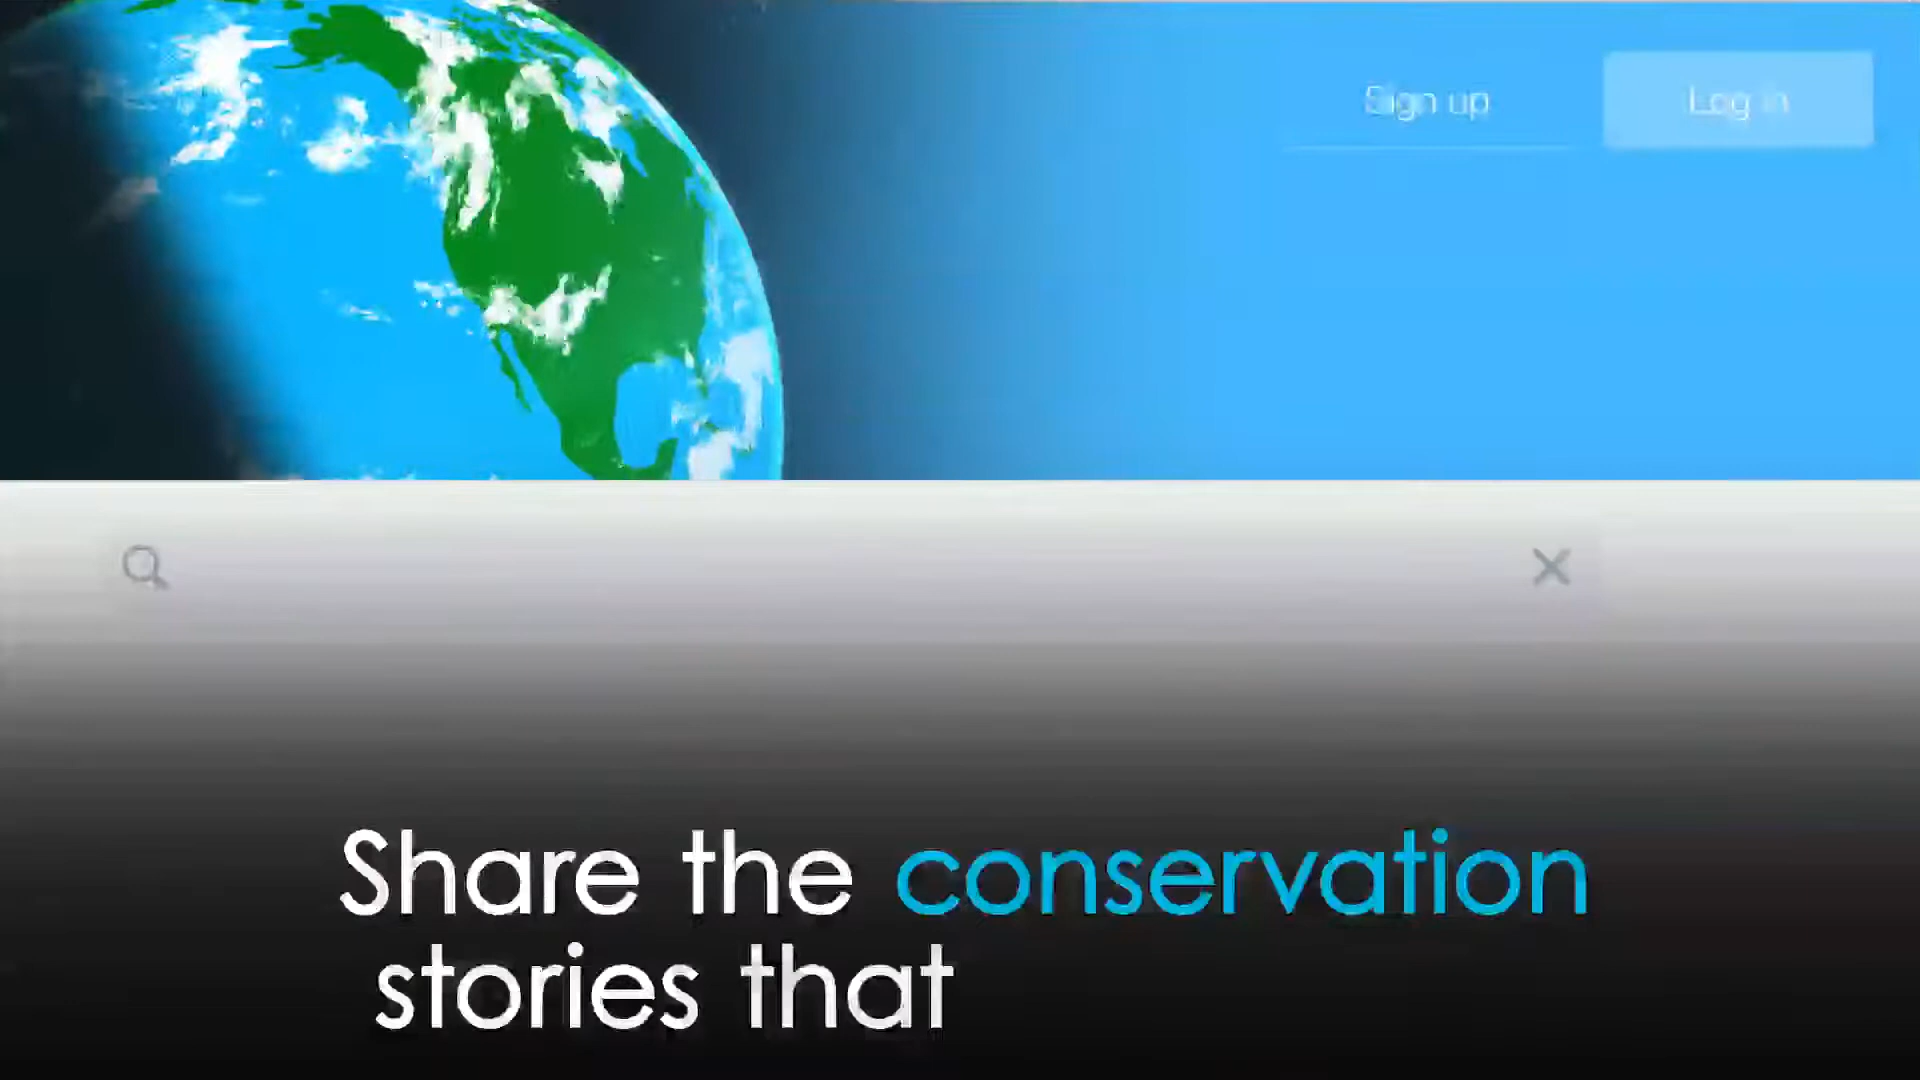 Sign up
Log in
Share the conservation
stories that